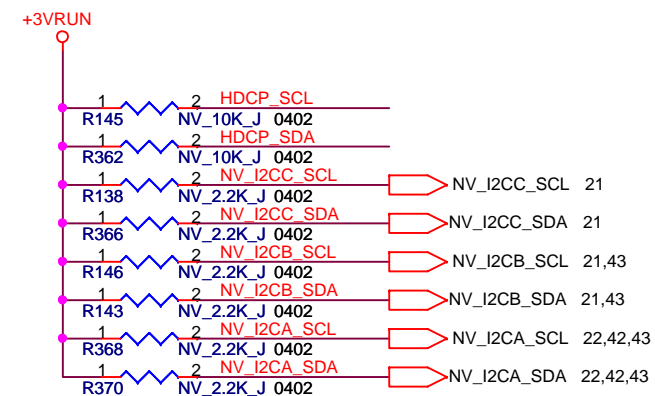 +3VRUN
1 2 HDCP_SCL
R145 NV_10K_J 0402
1 2 HDCP_SDA
R362 NV_10K_J 0402
1 2 NV_I2CC_SCL NV_I2CC_SCL 21
R138 NV_2.2K_J 0402
1 2 NV_I2CC_SDA NV_I2CC_SDA 21
R366 NV_2.2K_J 0402
1 2 NV_I2CB_SCL NV_I2CB_SCL 21,43
R146 NV_2.2K_J 0402
1 2 NV_I2CB_SDA NV_I2CB_SDA 21,43
R143 NV_2.2K_J 0402
1 2 NV_I2CA_SCL NV_I2CA_SCL 22,42,43
R368 NV_2.2K_J 0402
1 2 NV_I2CA_SDA NV_I2CA_SDA 22,42,43
R370 NV_2.2K_J 0402